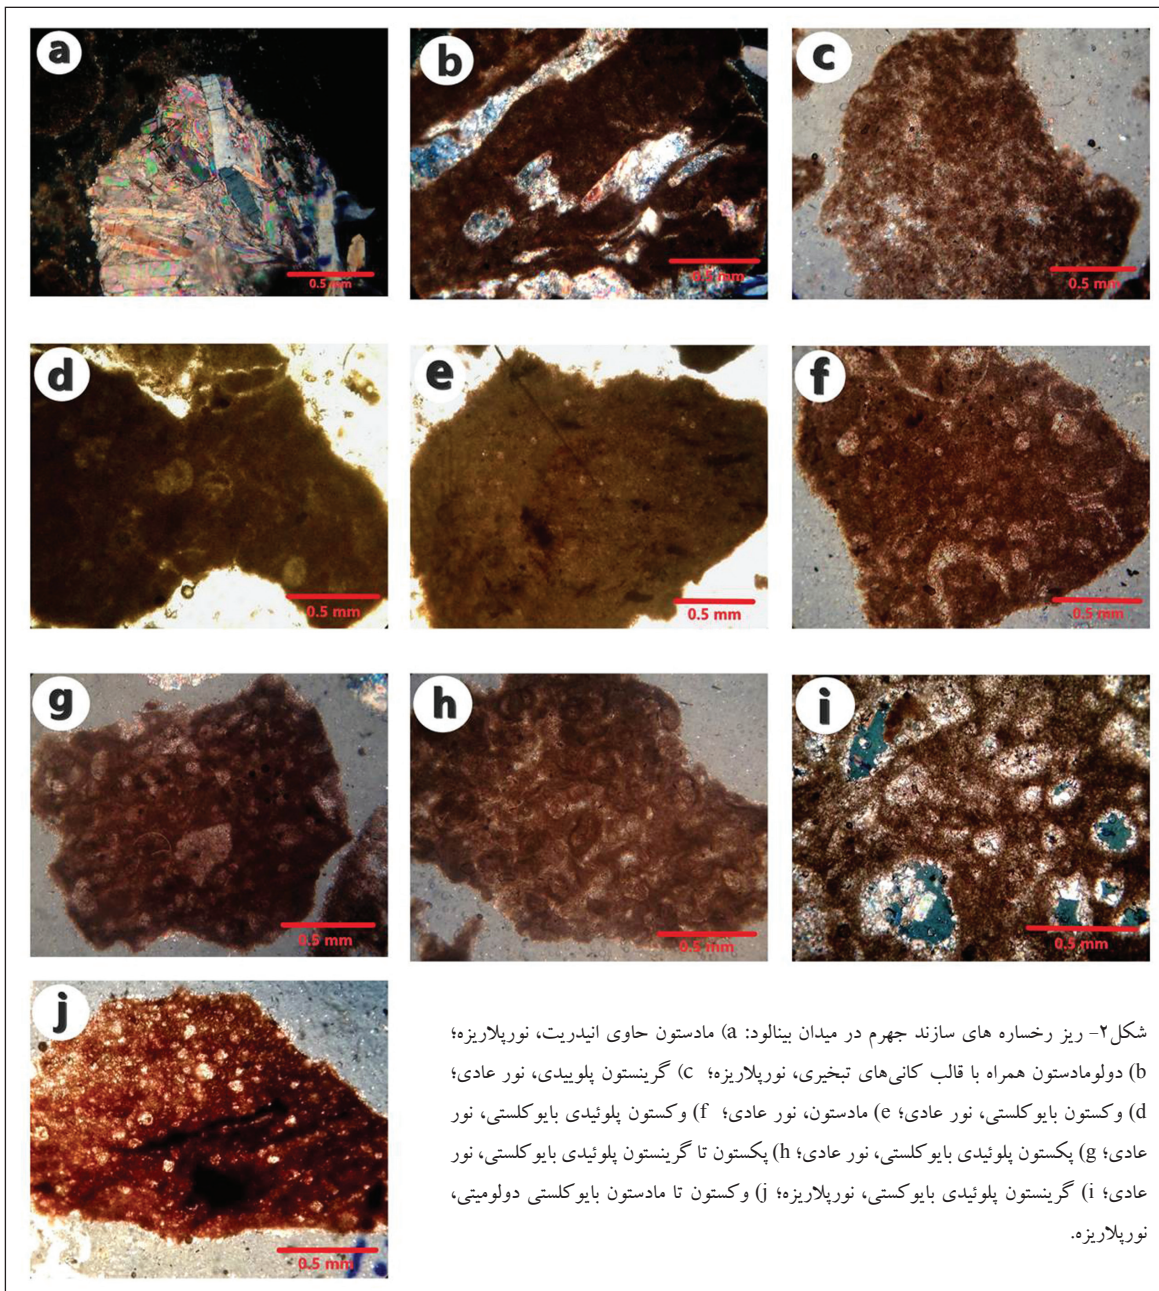 a
b
c
0.5 mm
0.5 mm
0.5 mm
d
e
f
0.5 mm
0.5 mm
0.5 mm
g
h
i
0.5 mm
0.5 mm
0.5 mm
j
0.5 mm
شکل۲- ریز رخساره های سازند جهرم در میدان بینالود: a) مادستون حاوی انیدریت، نورپلاریزه؛
b) دولومادستون همراه با قالب کانی‌های تبخیری، نورپلاریزه؛ c) گرینستون پلوییدی، نور عادی؛
d) وکستون بایوکلستی، نور عادی؛ e) مادستون، نور عادی؛ f) وکستون پلوئیدی بایوکلستی، نور
عادی؛ g) پکستون پلوئیدی بایوکلستی، نور عادی؛ h) پکستون تا گرینستون پلوئیدی بایوکلستی، نور
عادی؛ i) گرینستون پلوئیدی بایوکستی، نورپلاریزه؛ j) وکستون تا مادستون بایوکلستی دولومیتی،
نورپلاریزه.